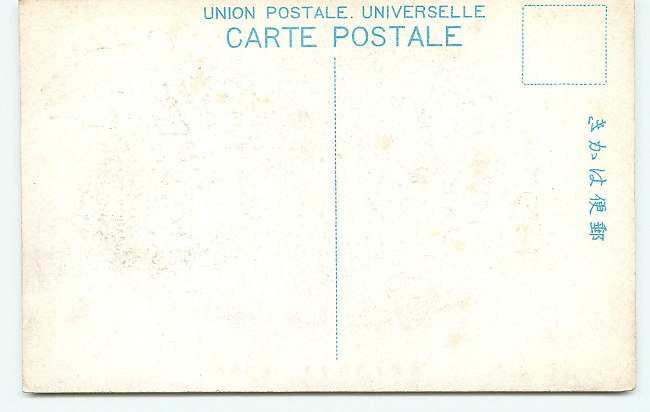 UNION POSTALE. UNIVERSELLE
CARTE POSTALE
郵便はかき